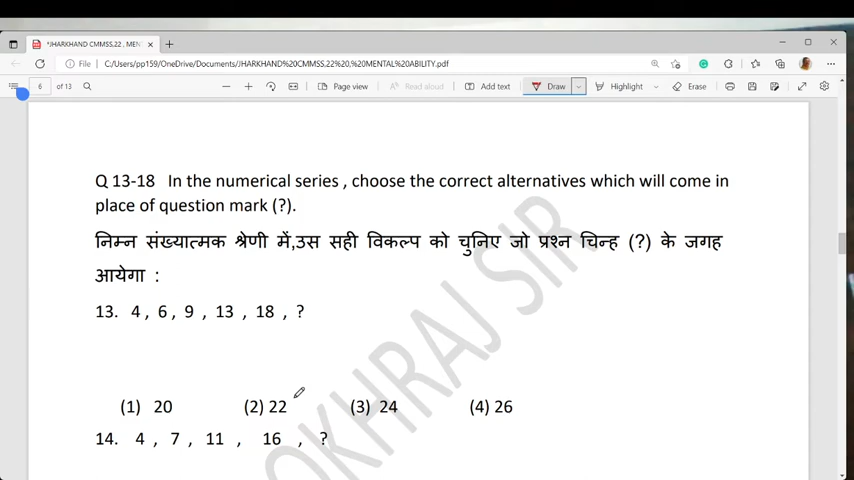 *JHARKHAND CMMSS,22 , MEN
File C:/Users/pp159/OneDrive/Documents/JHARKHAND%20CMMSS,22%20,%20MENTAL%20ABILITY.pdf
6 of 13 Page view Read aloud Add text Draw Highlight Erase
Q 13-18 In the numerical series , choose the correct alternatives which will come in
place of question mark (?).
निम्न संख्यात्मक श्रेणी में,उस सही विकल्प को चुनिए जो प्रश्न चिन्ह (?) के जगह
आयेगा :
13. 4 , 6 , 9 , 13 , 18 , ?
(1) 20 (2) 22 (3) 24 (4) 26
14. 4 , 7 , 11 , 16 , ?
OKHRAJ SIR